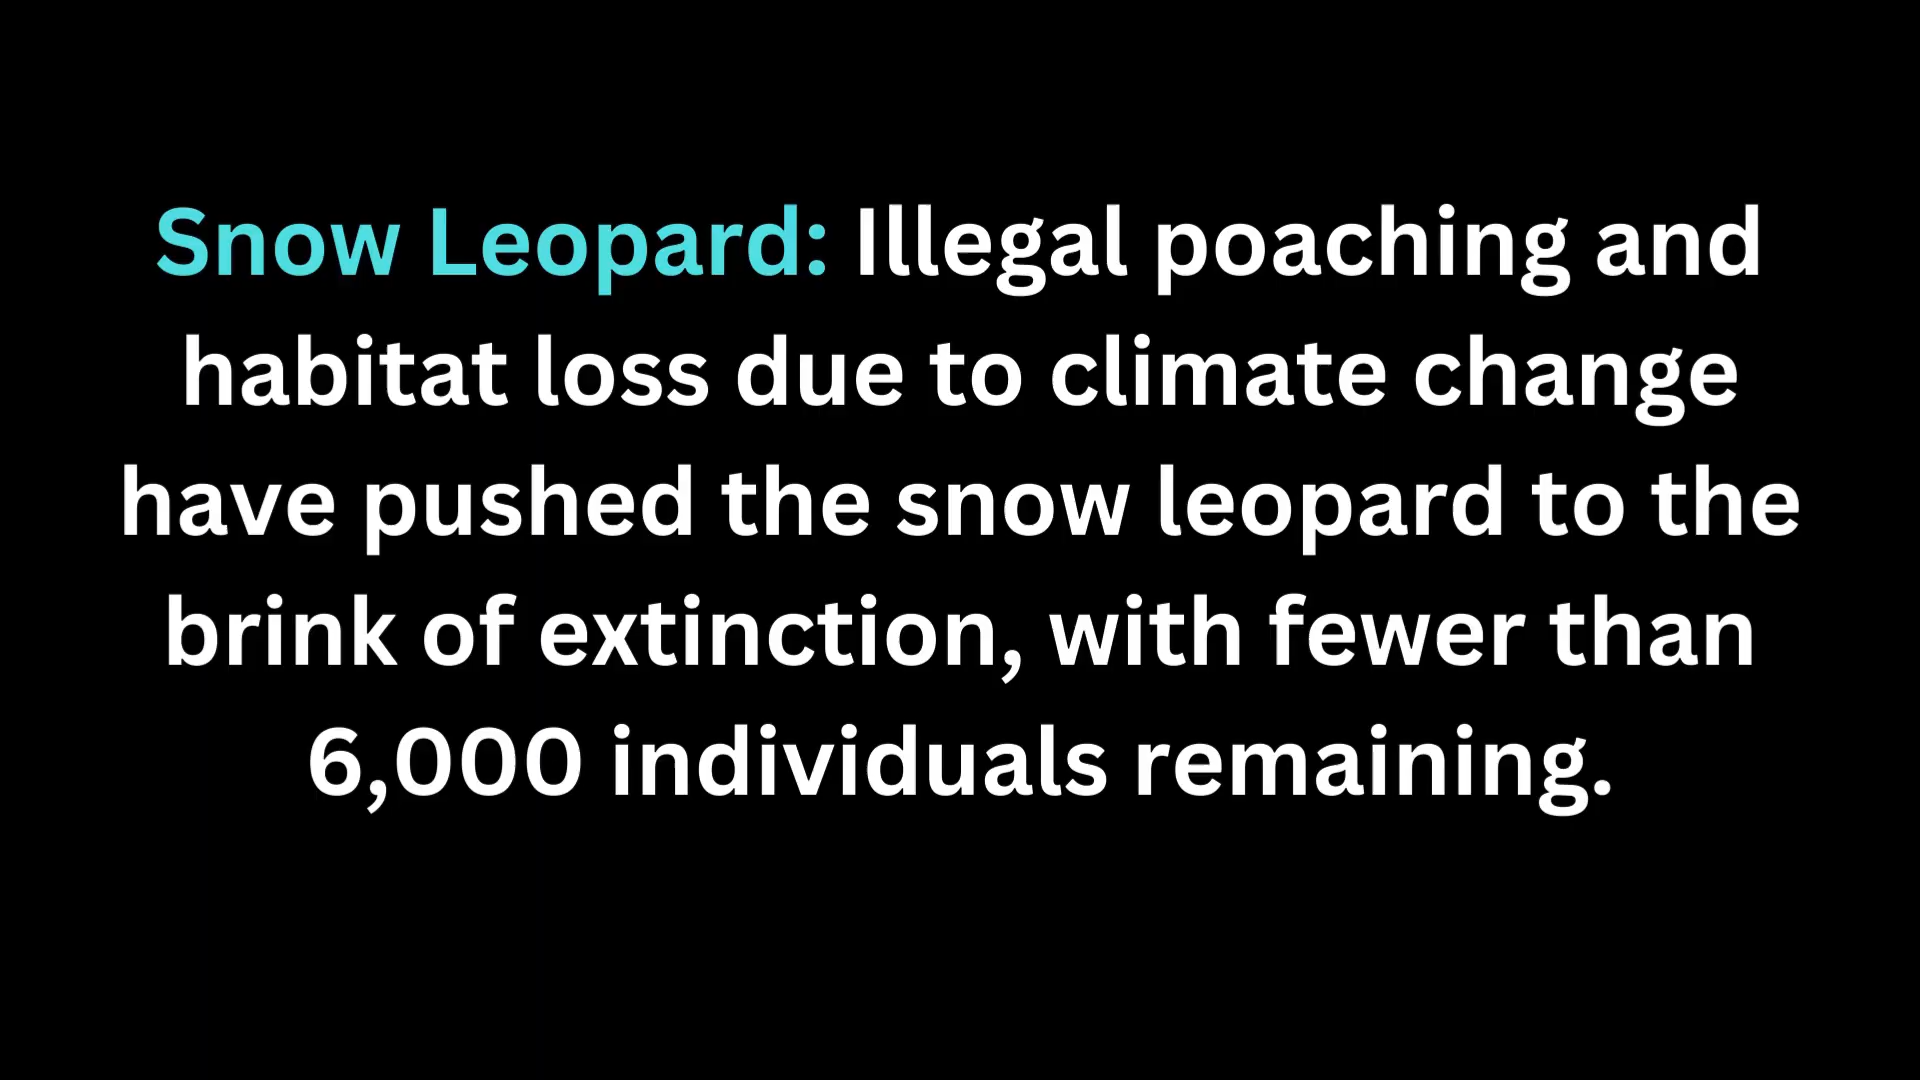 Snow Leopard: Illegal poaching and
habitat loss due to climate change
have pushed the snow leopard to the
brink of extinction, with fewer than
6,000 individuals remaining.